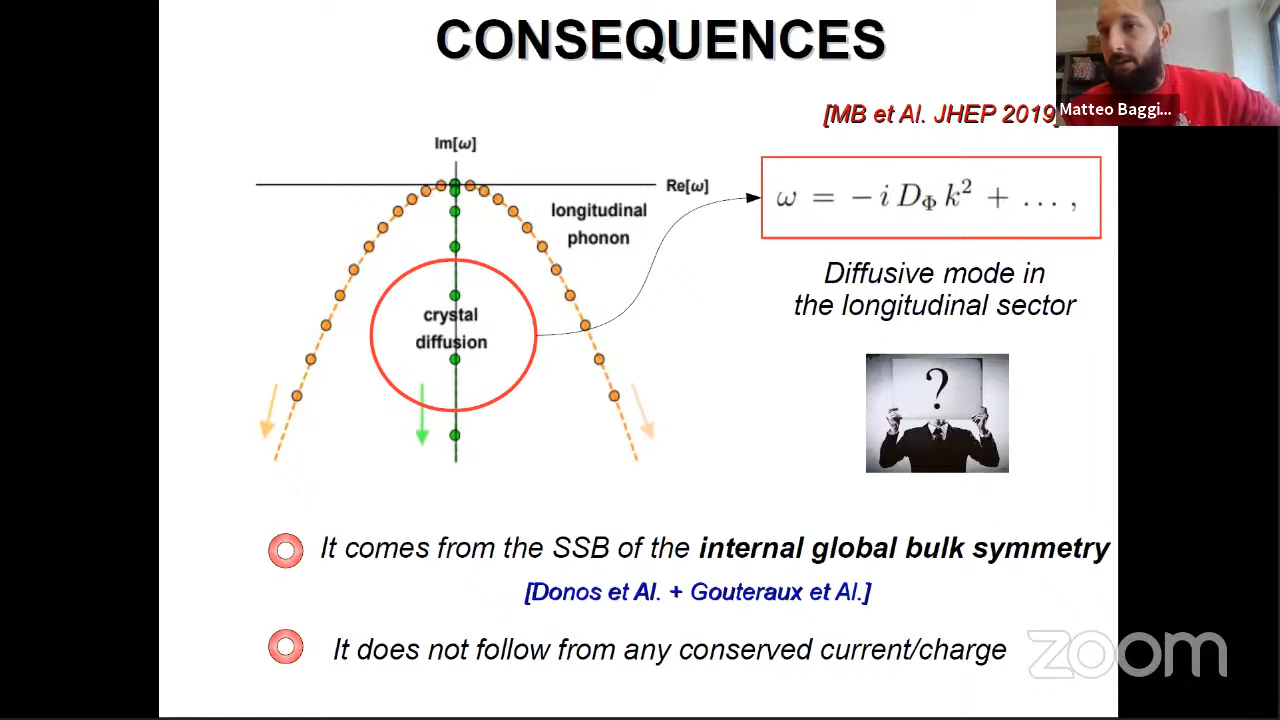 CONSEQUENCES
[MB et Al. JHEP 2019]
Matteo Baggi...
Im[ω]
Re[ω]
longitudinal
phonon
crystal
diffusion
ω = − i D_Φ k² + … ,
Diffusive mode in
the longitudinal sector
?
It comes from the SSB of the internal global bulk symmetry
[Donos et Al. + Gouteraux et Al.]
It does not follow from any conserved current/charge
zoom